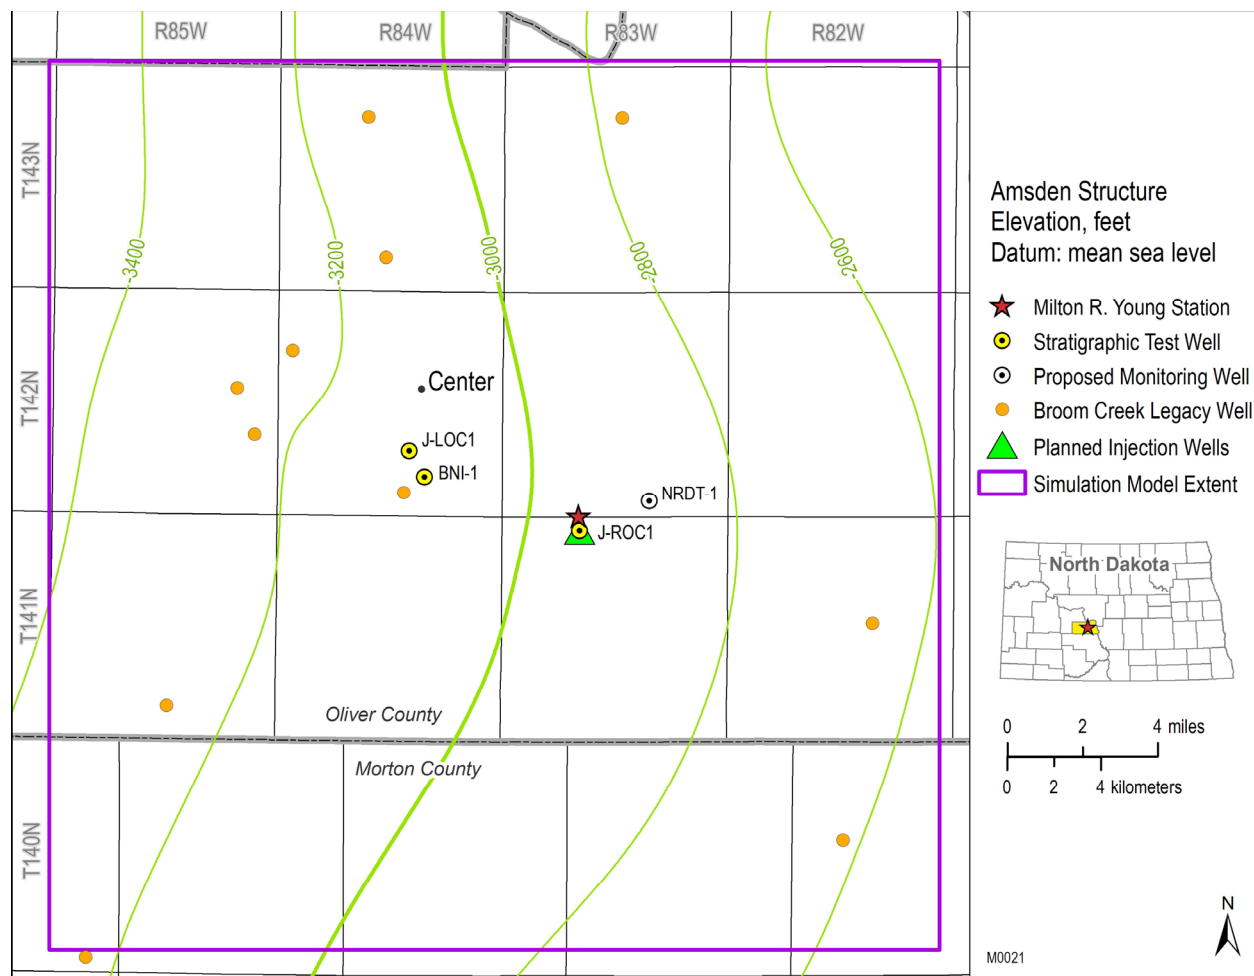 R85W
R84W
R83W
R82W
T143N
T142N
T141N
T140N
-3400
-3200
-3000
-2800
-2600
Center
J-LOC1
BNI-1
NRDT-1
J-ROC1
Oliver County
Morton County
Amsden Structure
Elevation, feet
Datum: mean sea level
Milton R. Young Station
Stratigraphic Test Well
Proposed Monitoring Well
Broom Creek Legacy Well
Planned Injection Wells
Simulation Model Extent
North Dakota
0 2 4 miles
0 2 4 kilometers
N
M0021